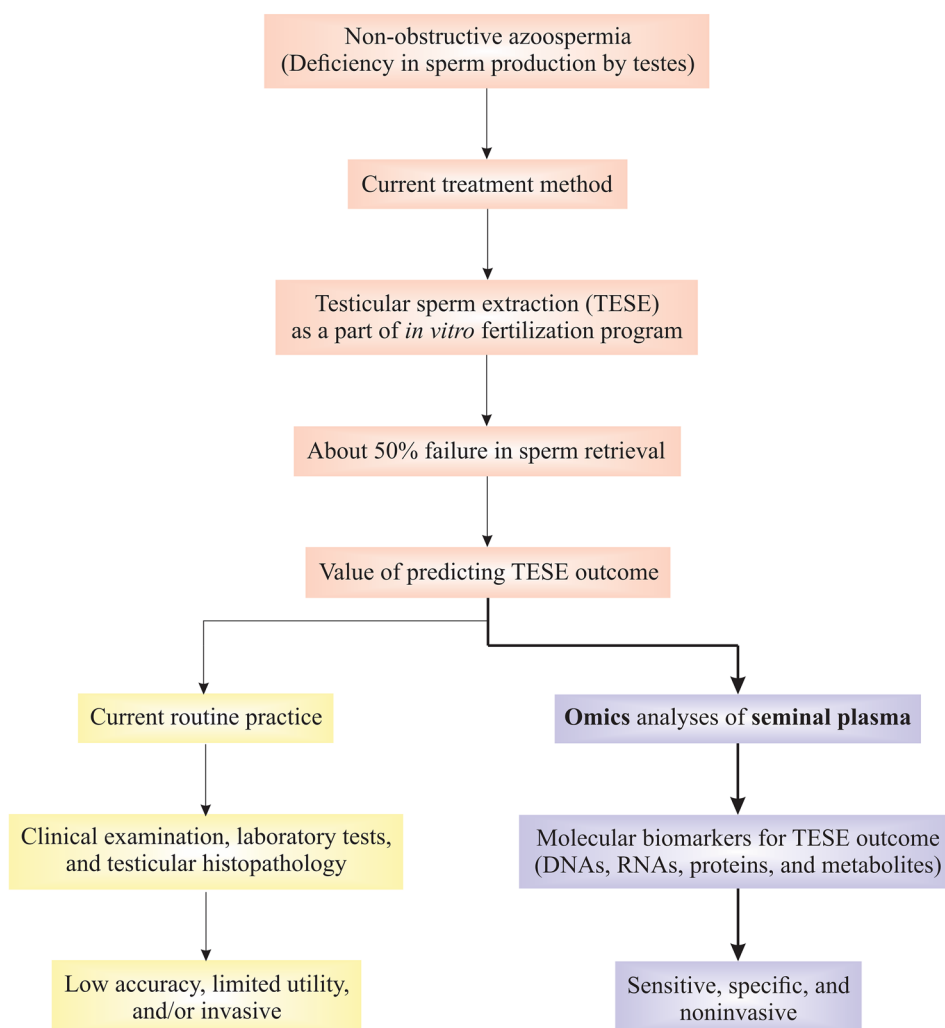 Non-obstructive azoospermia
(Deficiency in sperm production by testes)
Current treatment method
Testicular sperm extraction (TESE)
as a part of in vitro fertilization program
About 50% failure in sperm retrieval
Value of predicting TESE outcome
Current routine practice
Omics analyses of seminal plasma
Clinical examination, laboratory tests,
and testicular histopathology
Molecular biomarkers for TESE outcome
(DNAs, RNAs, proteins, and metabolites)
Low accuracy, limited utility,
and/or invasive
Sensitive, specific, and
noninvasive